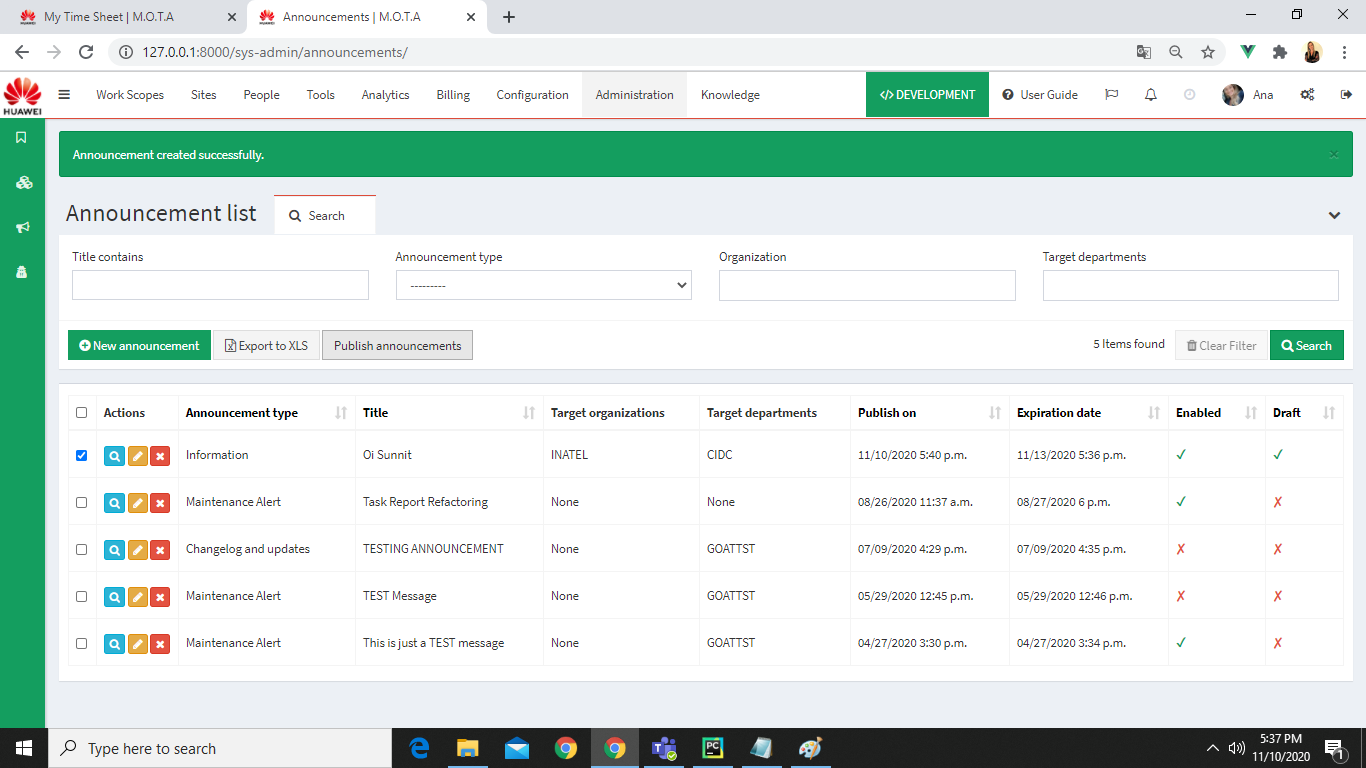 My Time Sheet | M.O.T.A
Announcements | M.O.T.A
127.0.0.1:8000/sys-admin/announcements/
HUAWEI
Work Scopes Sites People Tools Analytics Billing Configuration Administration Knowledge </> DEVELOPMENT User Guide Ana
Announcement created successfully.
Announcement list Search
Title contains Announcement type Organization Target departments
---------
New announcement Export to XLS Publish announcements 5 Items found Clear Filter Search
Actions Announcement type Title Target organizations Target departments Publish on Expiration date Enabled Draft
Information Oi Sunnit INATEL CIDC 11/10/2020 5:40 p.m. 11/13/2020 5:36 p.m. ✓ ✓
Maintenance Alert Task Report Refactoring None None 08/26/2020 11:37 a.m. 08/27/2020 6 p.m. ✓ ✗
Changelog and updates TESTING ANNOUNCEMENT None GOATTST 07/09/2020 4:29 p.m. 07/09/2020 4:35 p.m. ✗ ✗
Maintenance Alert TEST Message None GOATTST 05/29/2020 12:45 p.m. 05/29/2020 12:46 p.m. ✗ ✗
Maintenance Alert This is just a TEST message None GOATTST 04/27/2020 3:30 p.m. 04/27/2020 3:34 p.m. ✓ ✗
Type here to search
PC
5:37 PM
11/10/2020
1